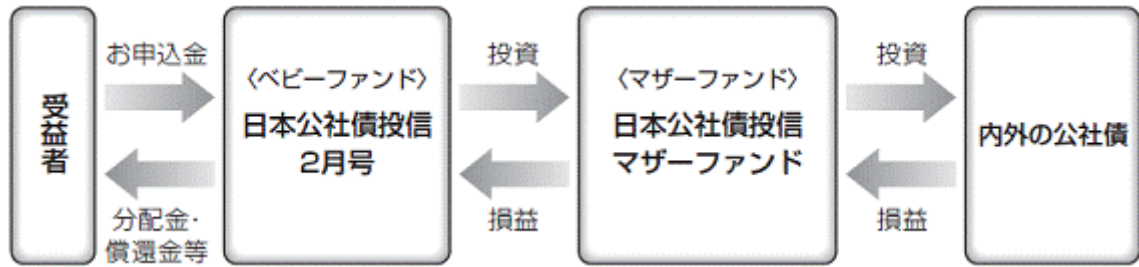 受益者
お申込金
分配金・
償還金等
〈ベビーファンド〉
日本公社債投信
2月号
投資
損益
〈マザーファンド〉
日本公社債投信
マザーファンド
投資
損益
内外の公社債